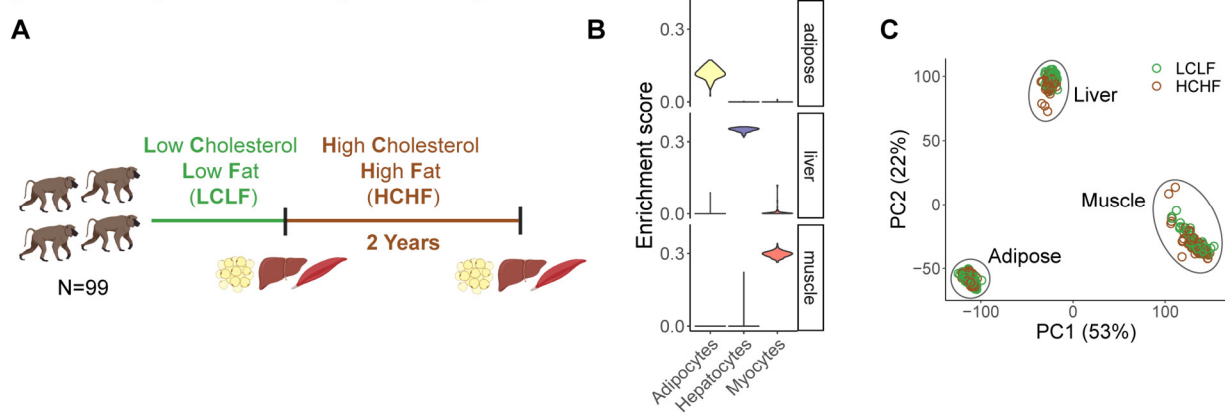 A
Low Cholesterol
Low Fat
(LCLF)
High Cholesterol
High Fat
(HCHF)
2 Years
N=99
B
Enrichment score
0.3
0.0
adipose
0.3
0.0
liver
0.3
0.0
muscle
Adipocytes
Hepatocytes
Myocytes
C
LCLF
HCHF
PC2 (22%)
100
50
0
−50
Liver
Muscle
Adipose
−100
0
100
PC1 (53%)